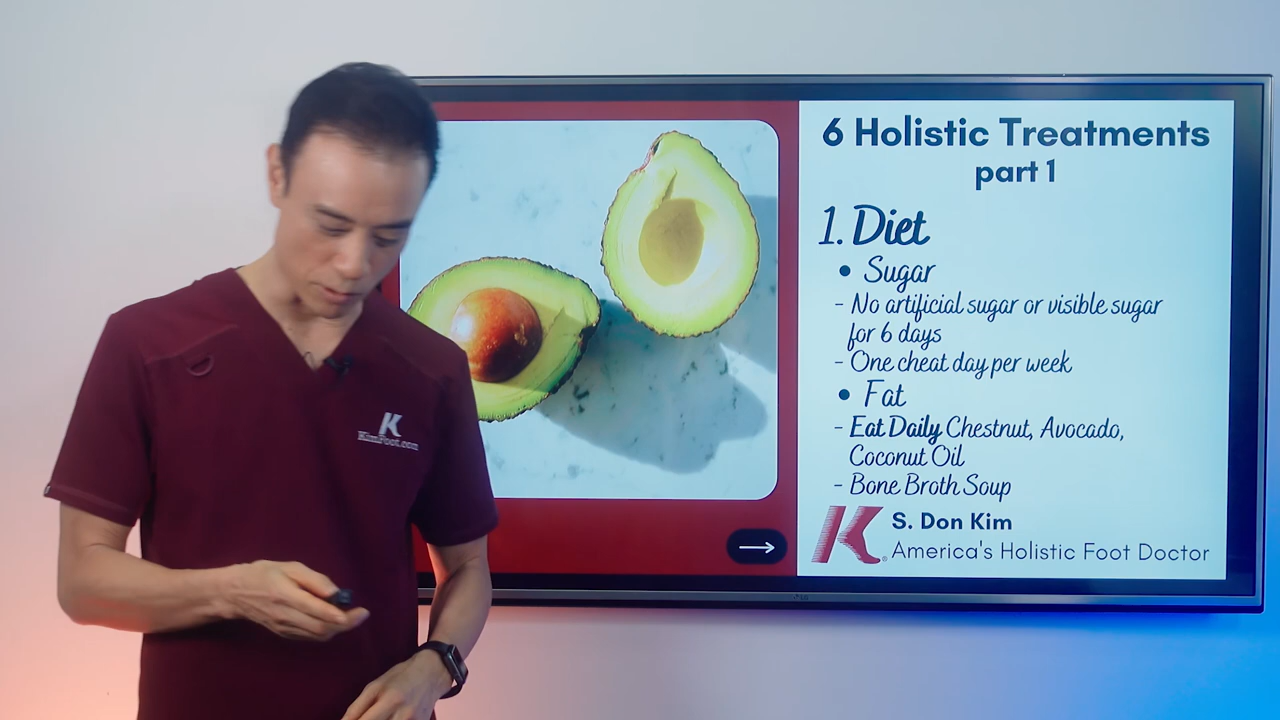 6 Holistic Treatments
part 1
1. Diet
• Sugar
- No artificial sugar or visible sugar
for 6 days
- One cheat day per week
• Fat
- Eat Daily Chestnut, Avocado,
Coconut Oil
- Bone Broth Soup
K® S. Don Kim
America's Holistic Foot Doctor
K
KimFoot.com
LG